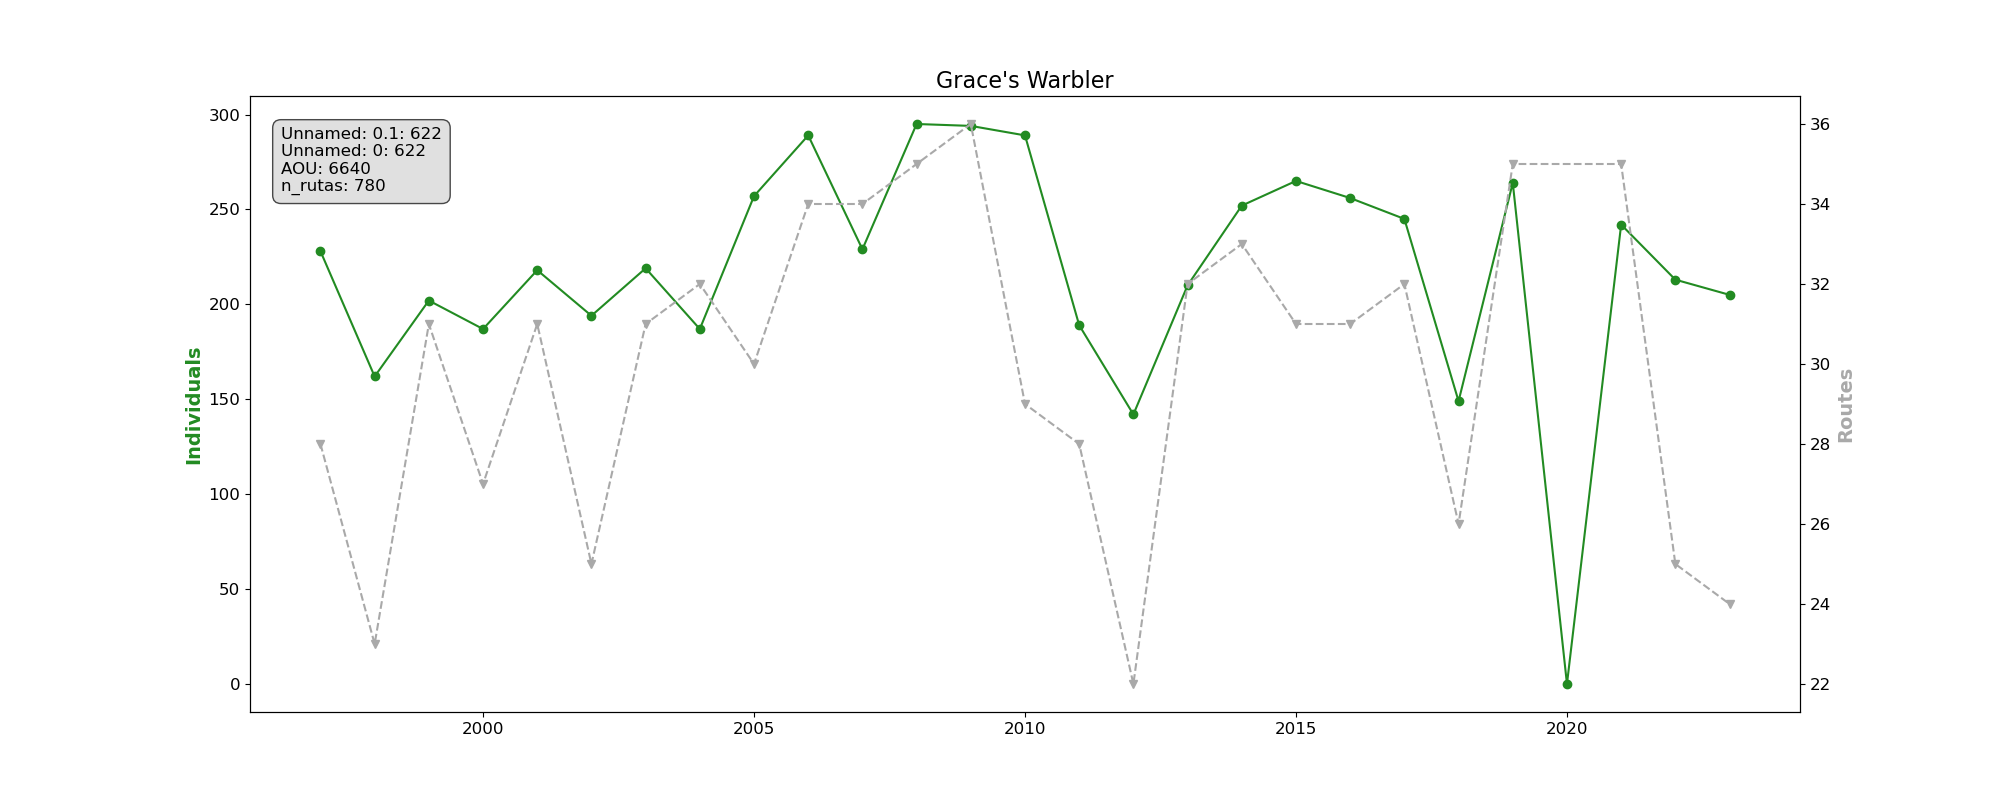 Grace's Warbler
Unnamed: 0.1: 622
Unnamed: 0: 622
AOU: 6640
n_rutas: 780
Individuals
300
250
200
150
100
50
0
36
34
32
30
28
26
24
22
Routes
2000
2005
2010
2015
2020